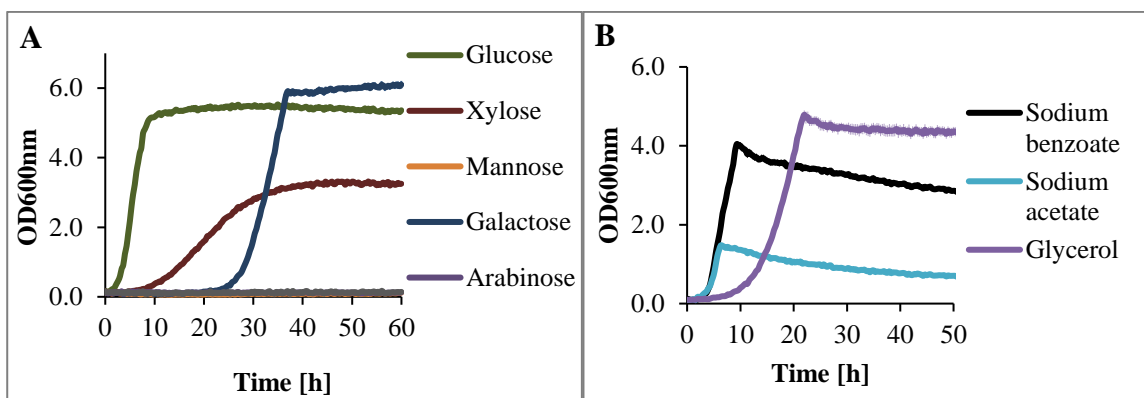 A
OD600nm
6.0
4.0
2.0
0.0
0 10 20 30 40 50 60
Time [h]
Glucose
Xylose
Mannose
Galactose
Arabinose
B
OD600nm
6.0
4.0
2.0
0.0
0 10 20 30 40 50
Time [h]
Sodium
benzoate
Sodium
acetate
Glycerol